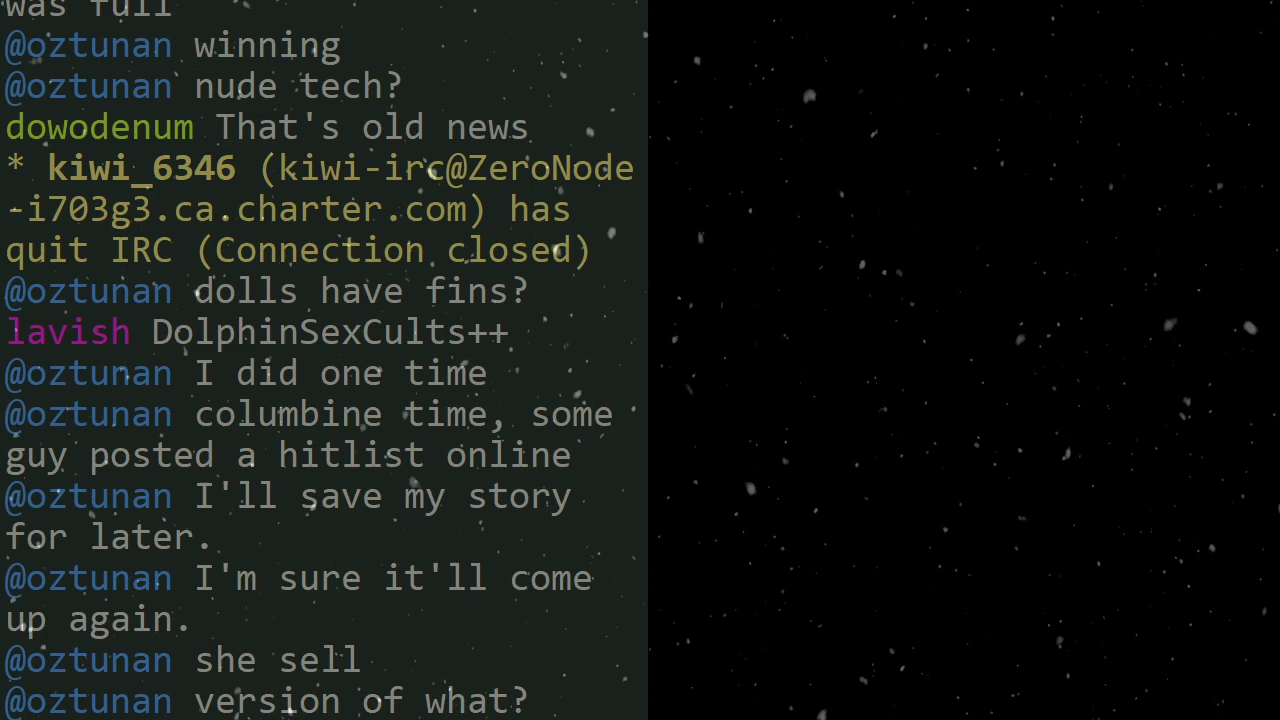 was full
@oztunan winning
@oztunan nude tech?
dowodenum That's old news
* kiwi_6346 (kiwi-irc@ZeroNode
-i703g3.ca.charter.com) has
quit IRC (Connection closed)
@oztunan dolls have fins?
lavish DolphinSexCults++
@oztunan I did one time
@oztunan columbine time, some
guy posted a hitlist online
@oztunan I'll save my story
for later.
@oztunan I'm sure it'll come
up again.
@oztunan she sell
@oztunan version of what?